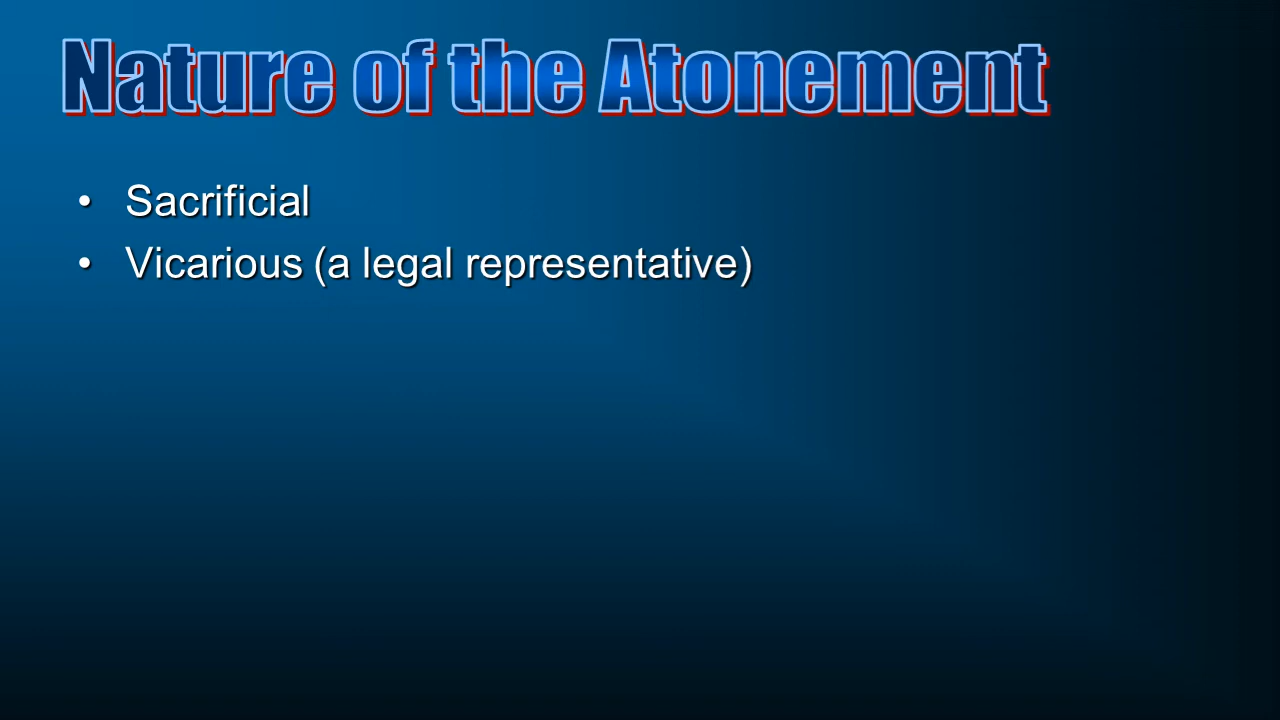 Nature of the Atonement
• Sacrificial
• Vicarious (a legal representative)